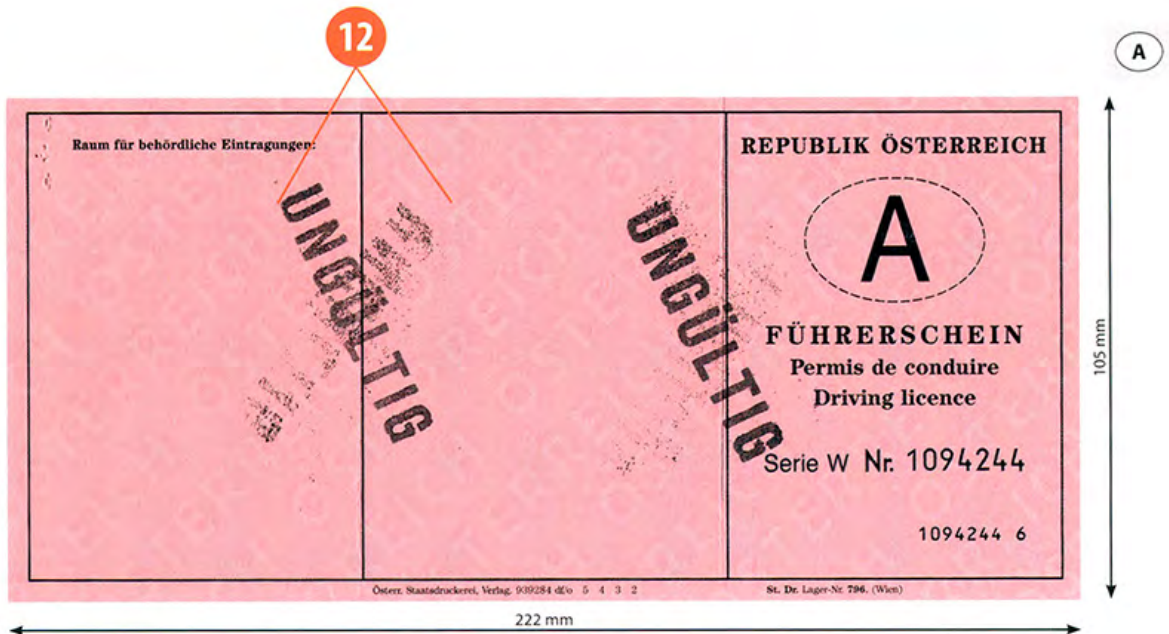 12
A
Raum für behördliche Eintragungen:
UNGÜLTIG
UNGÜLTIG
REPUBLIK ÖSTERREICH
A
FÜHRERSCHEIN
Permis de conduire
Driving licence
Serie W Nr. 1094244
1094244 6
Österr. Staatsdruckerei, Verlag. 939284 df/o 5 4 3 2
St. Dr. Lager-Nr. 796. (Wien)
105 mm
222 mm